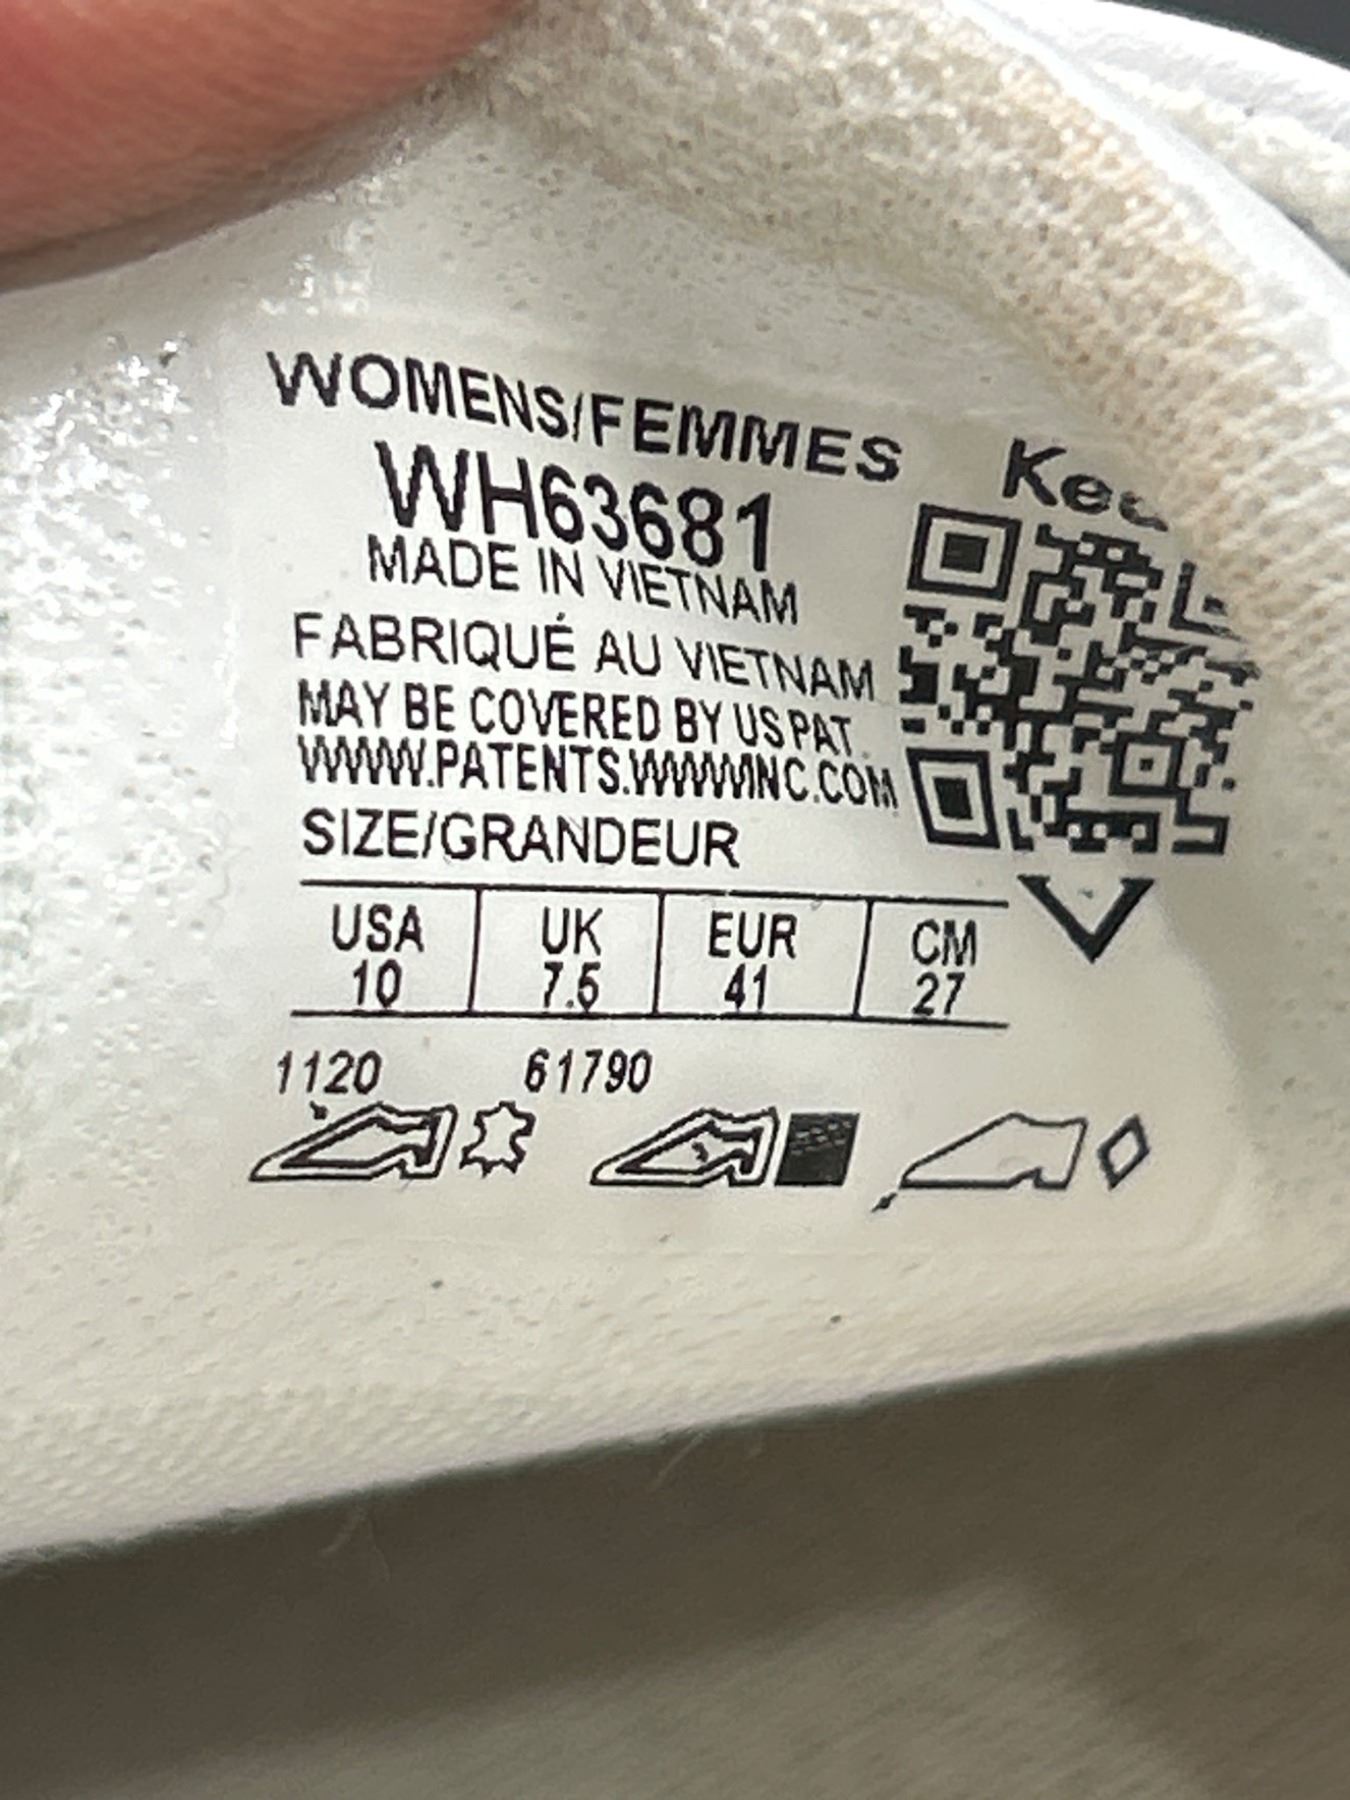 WOMENS/FEMMES
WH63681
MADE IN VIETNAM
FABRIQUÉ AU VIETNAM
MAY BE COVERED BY US PAT.
WWW.PATENTS.WWWINC.COM
SIZE/GRANDEUR
USA UK EUR CM
10 7.5 41 27
1120 61790